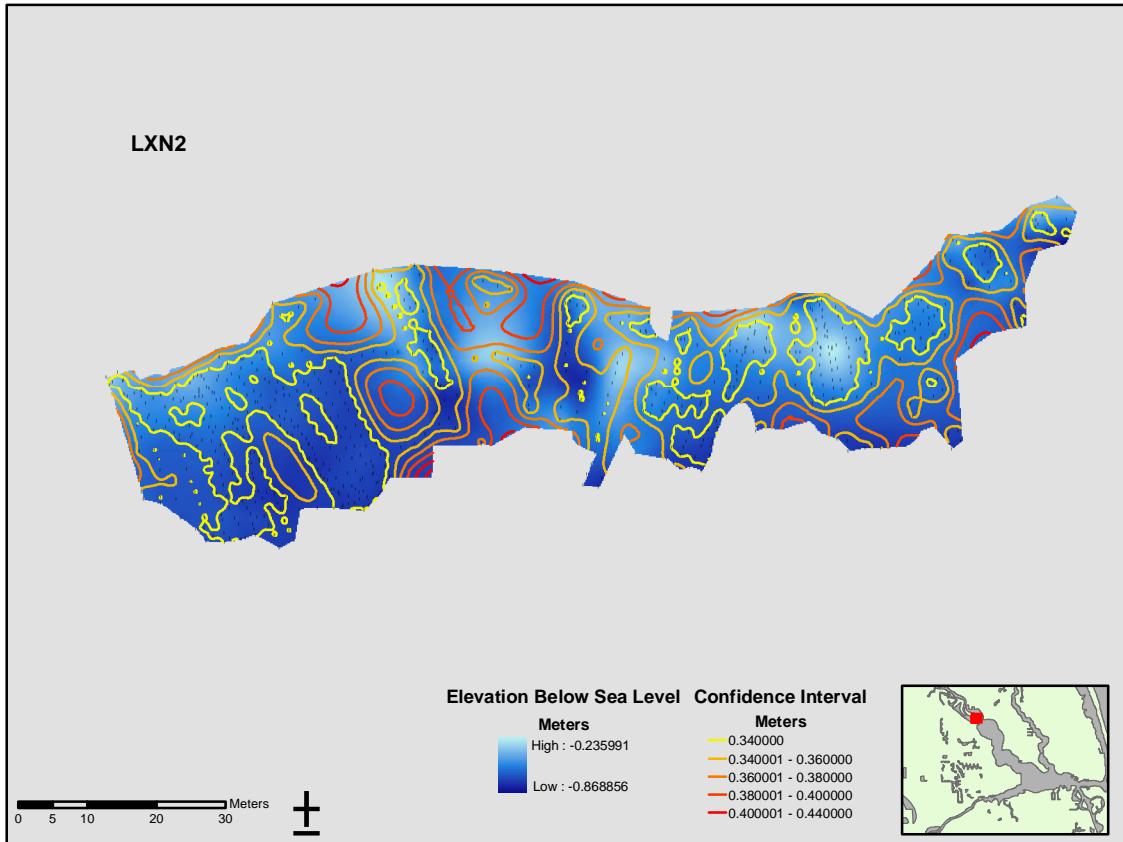 LXN2
Elevation Below Sea Level
Meters
High : -0.235991
Low : -0.868856
Confidence Interval
Meters
0.340000
0.340001 - 0.360000
0.360001 - 0.380000
0.380001 - 0.400000
0.400001 - 0.440000
Meters
0 5 10 20 30